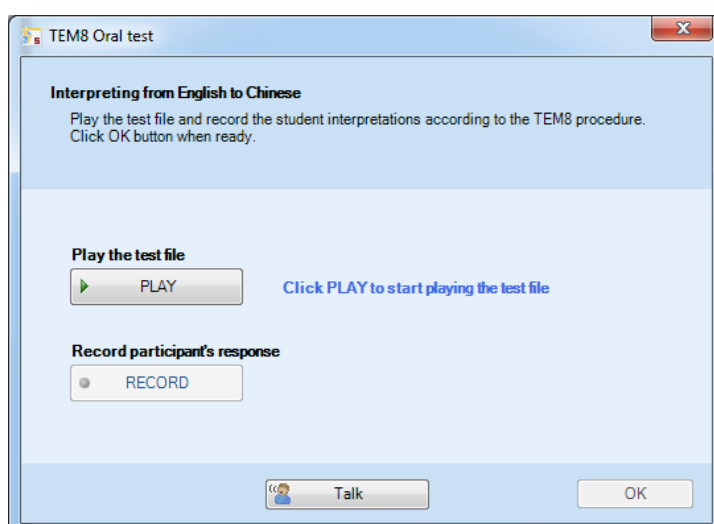 TEM8 Oral test
Interpreting from English to Chinese
Play the test file and record the student interpretations according to the TEM8 procedure.
Click OK button when ready.
Play the test file
PLAY
Click PLAY to start playing the test file
Record participant's response
RECORD
Talk
OK